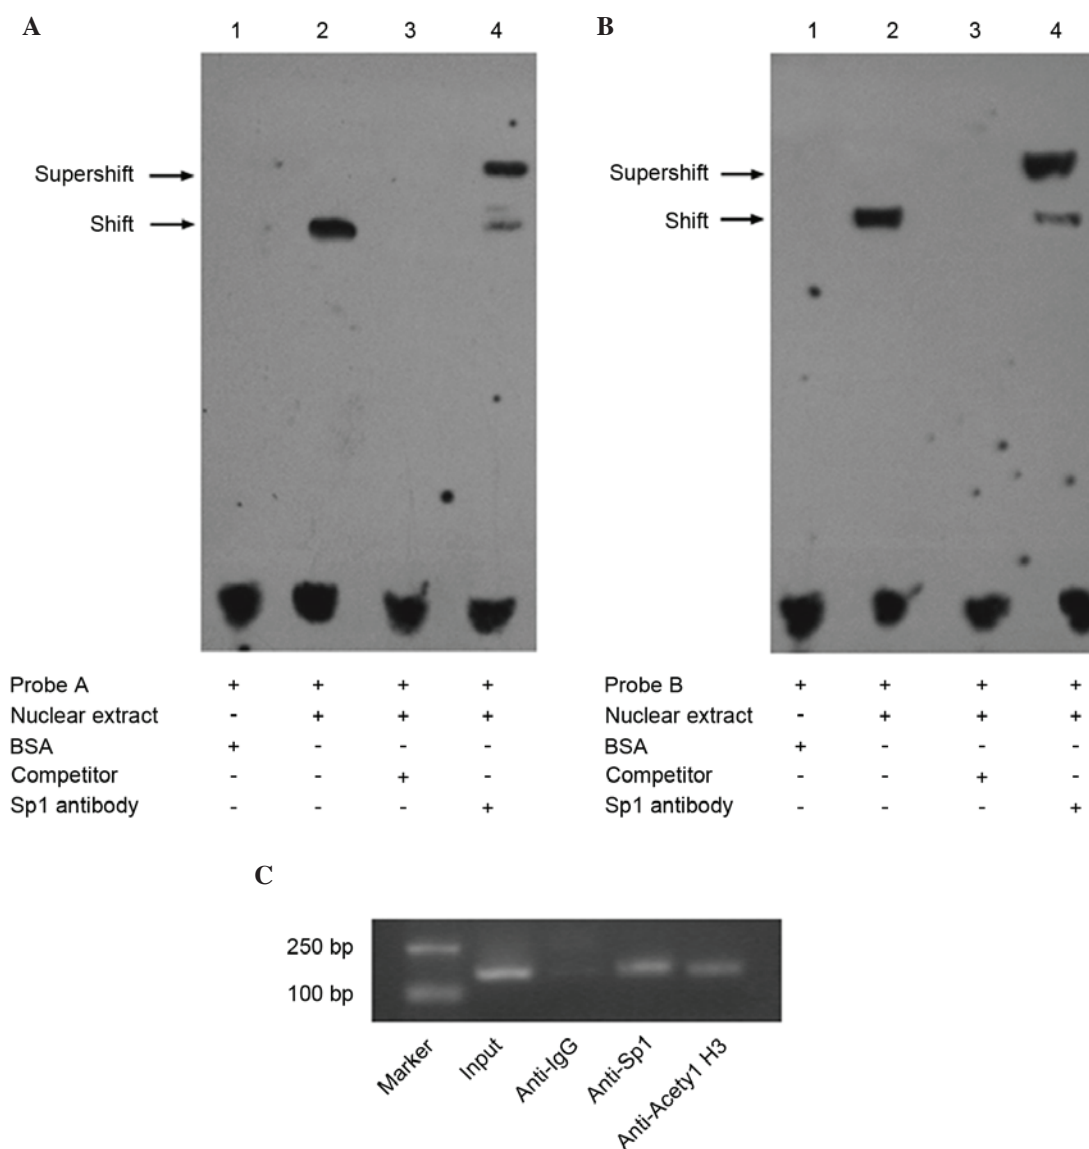 A
1 2 3 4
Supershift
Shift
Probe A + + + +
Nuclear extract - + + +
BSA + - - -
Competitor - - + -
Sp1 antibody - - - +
B
1 2 3 4
Supershift
Shift
Probe B + + + +
Nuclear extract - + + +
BSA + - - -
Competitor - - + -
Sp1 antibody - - - +
C
250 bp
100 bp
Marker
Input
Anti-IgG
Anti-Sp1
Anti-Acety1 H3